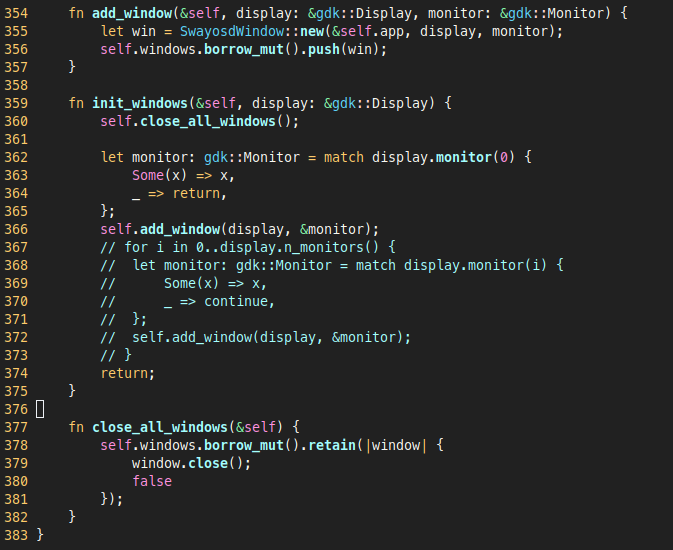 354     fn add_window(&self, display: &gdk::Display, monitor: &gdk::Monitor) {
355         let win = SwayosdWindow::new(&self.app, display, monitor);
356         self.windows.borrow_mut().push(win);
357     }
358
359     fn init_windows(&self, display: &gdk::Display) {
360         self.close_all_windows();
361
362         let monitor: gdk::Monitor = match display.monitor(0) {
363             Some(x) => x,
364             _ => return,
365         };
366         self.add_window(display, &monitor);
367         // for i in 0..display.n_monitors() {
368         //  let monitor: gdk::Monitor = match display.monitor(i) {
369         //      Some(x) => x,
370         //      _ => continue,
371         //  };
372         //  self.add_window(display, &monitor);
373         // }
374         return;
375     }
376
377     fn close_all_windows(&self) {
378         self.windows.borrow_mut().retain(|window| {
379             window.close();
380             false
381         });
382     }
383 }